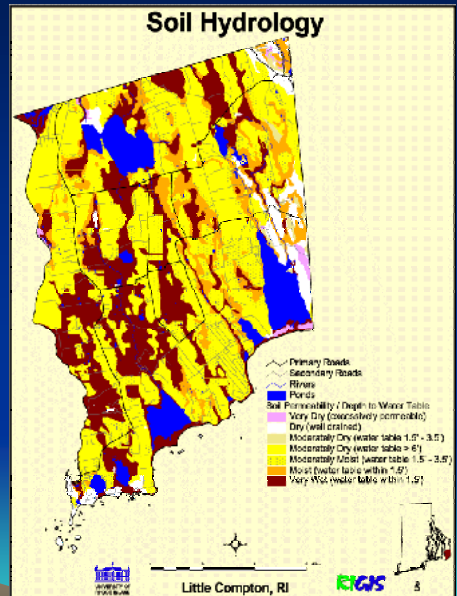 Soil Hydrology
Primary Roads
Secondary Roads
Rivers
Ponds
Soil Permeability / Depth to Water Table
Very Dry (excessively permeable)
Dry (well drained)
Moderately Dry (water table 1.5' - 3.5')
Moderately Dry (water table > 6')
Moderately Moist (water table 1.5' - 3.5')
Moist (water table within 1.5')
Very Wet (water table within 1.5')
UNIVERSITY OF
Little Compton, RI
RIGIS
8